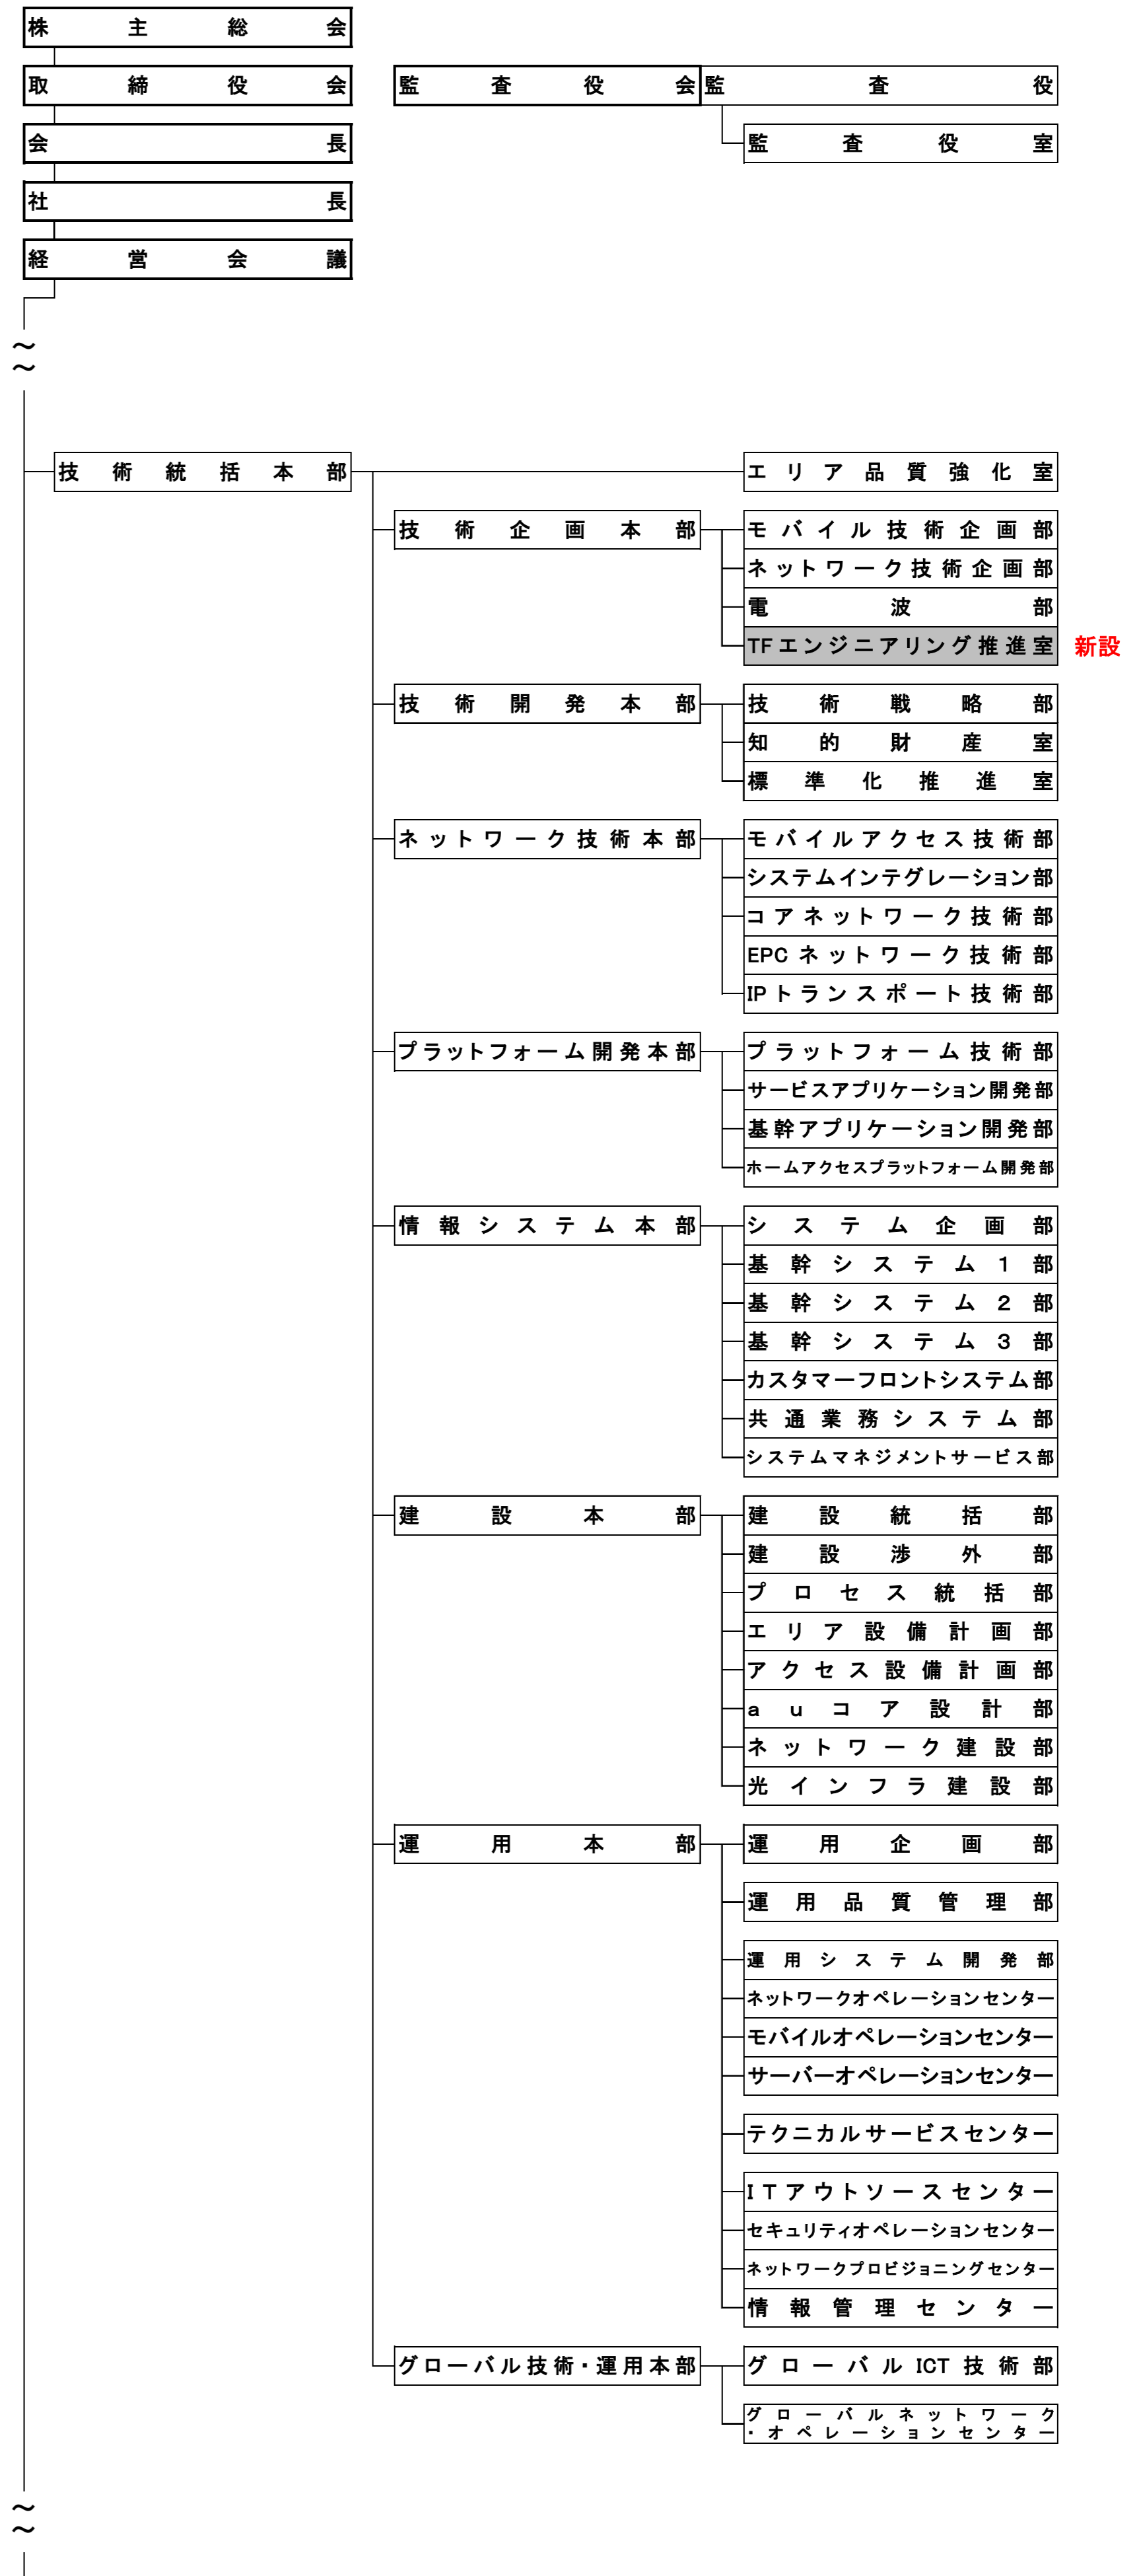 株主総会
取締役会
監査役会
監査役
会長
監査役室
社長
経営会議
〜
〜
技術統括本部
エリア品質強化室
技術企画本部
モバイル技術企画部
ネットワーク技術企画部
電波部
TFエンジニアリング推進室
新設
技術開発本部
技術戦略部
知的財産室
標準化推進室
ネットワーク技術本部
モバイルアクセス技術部
システムインテグレーション部
コアネットワーク技術部
EPCネットワーク技術部
IPトランスポート技術部
プラットフォーム開発本部
プラットフォーム技術部
サービスアプリケーション開発部
基幹アプリケーション開発部
ホームアクセスプラットフォーム開発部
情報システム本部
システム企画部
基幹システム1部
基幹システム2部
基幹システム3部
カスタマーフロントシステム部
共通業務システム部
システムマネジメントサービス部
建設本部
建設統括部
建設渉外部
プロセス統括部
エリア設備計画部
アクセス設備計画部
auコア設計部
ネットワーク建設部
光インフラ建設部
運用本部
運用企画部
運用品質管理部
運用システム開発部
ネットワークオペレーションセンター
モバイルオペレーションセンター
サーバーオペレーションセンター
テクニカルサービスセンター
ITアウトソースセンター
セキュリティオペレーションセンター
ネットワークプロビジョニングセンター
情報管理センター
グローバル技術・運用本部
グローバルICT技術部
グローバルネットワーク
・オペレーションセンター
〜
〜